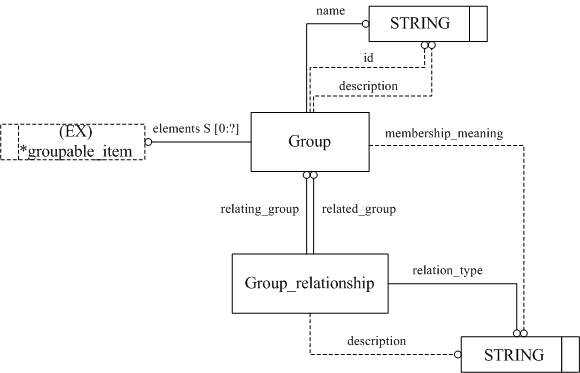 name
STRING
id
description
(EX)
*groupable_item
elements S [0:?]
Group
membership_meaning
relating_group
related_group
Group_relationship
relation_type
description
STRING